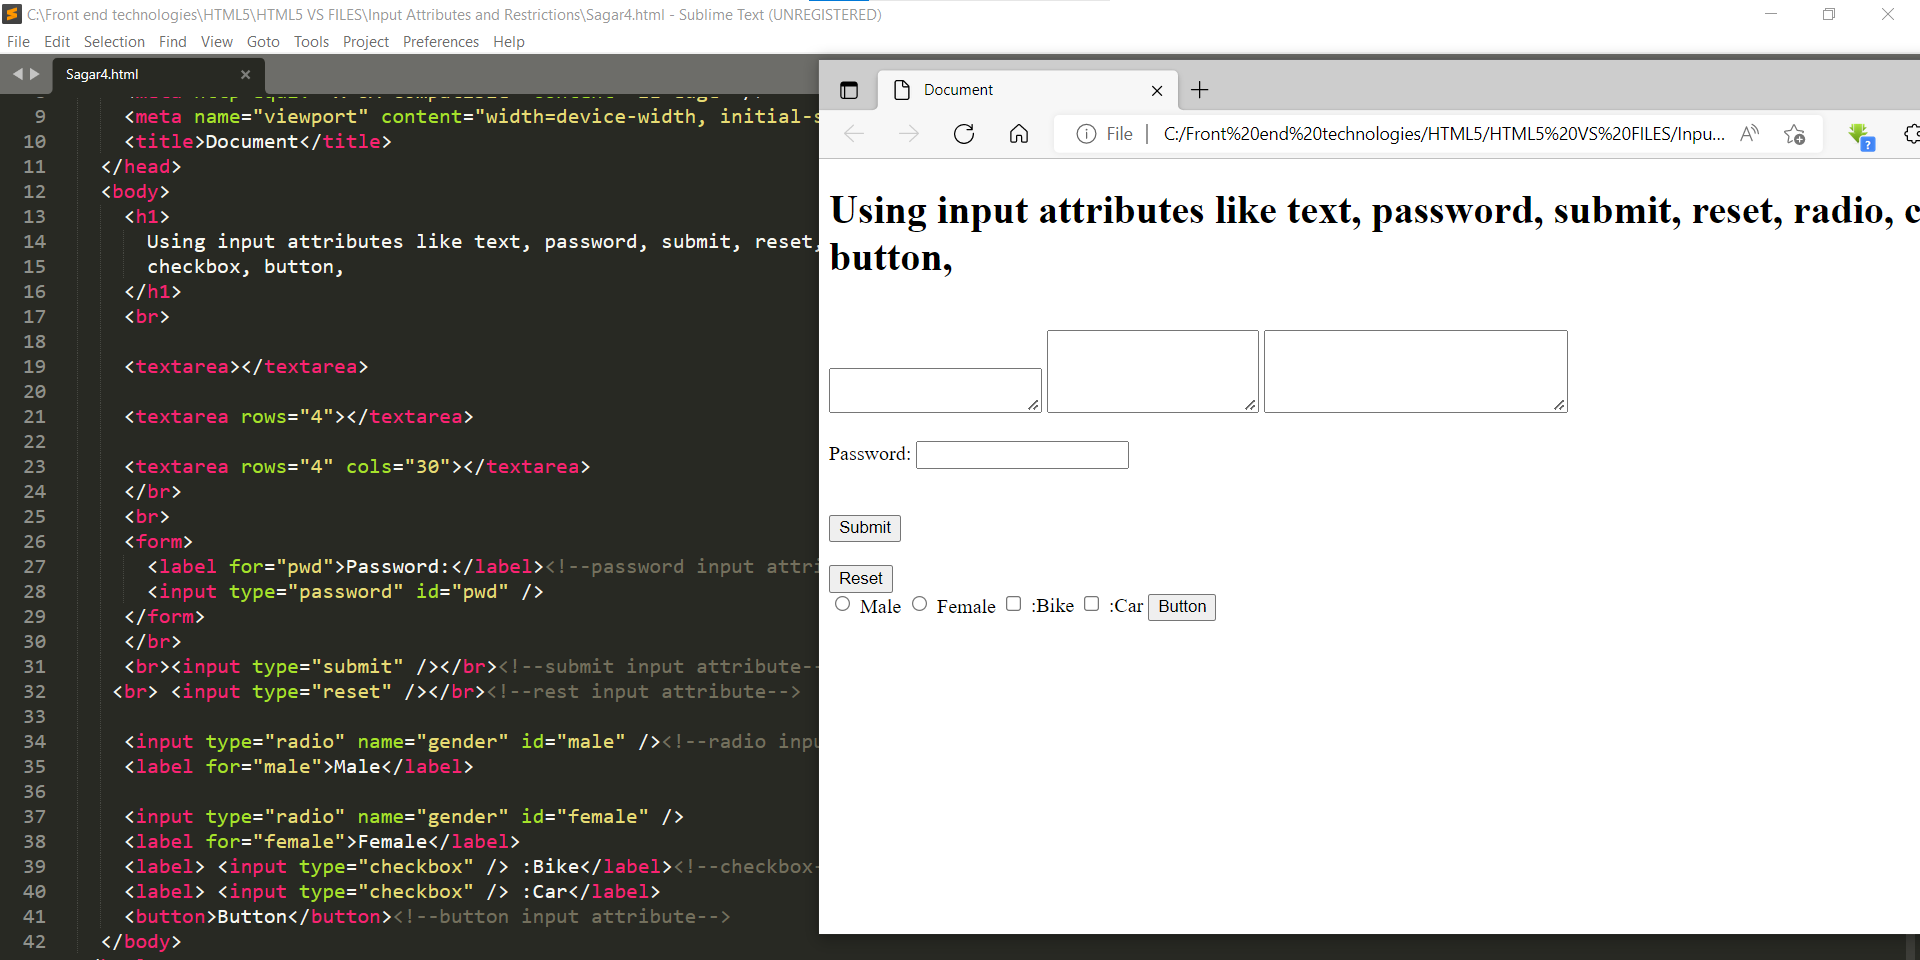 C:\Front end technologies\HTML5\HTML5 VS FILES\Input Attributes and Restrictions\Sagar4.html - Sublime Text (UNREGISTERED)
File Edit Selection Find View Goto Tools Project Preferences Help
Sagar4.html
9 <meta name="viewport" content="width=device-width, initial-s
10 <title>Document</title>
11 </head>
12 <body>
13 <h1>
14 Using input attributes like text, password, submit, reset,
15 checkbox, button,
16 </h1>
17 <br>
18
19 <textarea></textarea>
20
21 <textarea rows="4"></textarea>
22
23 <textarea rows="4" cols="30"></textarea>
24 </br>
25 <br>
26 <form>
27 <label for="pwd">Password:</label><!--password input attri
28 <input type="password" id="pwd" />
29 </form>
30 </br>
31 <br><input type="submit" /></br><!--submit input attribute--
32 <br> <input type="reset" /></br><!--rest input attribute-->
33
34 <input type="radio" name="gender" id="male" /><!--radio inpu
35 <label for="male">Male</label>
36
37 <input type="radio" name="gender" id="female" />
38 <label for="female">Female</label>
39 <label> <input type="checkbox" /> :Bike</label><!--checkbox-
40 <label> <input type="checkbox" /> :Car</label>
41 <button>Button</button><!--button input attribute-->
42 </body>
Document
File C:/Front%20end%20technologies/HTML5/HTML5%20VS%20FILES/Inpu...
Using input attributes like text, password, submit, reset, radio, c
button,
Password:
Submit
Reset
Male Female :Bike :Car Button